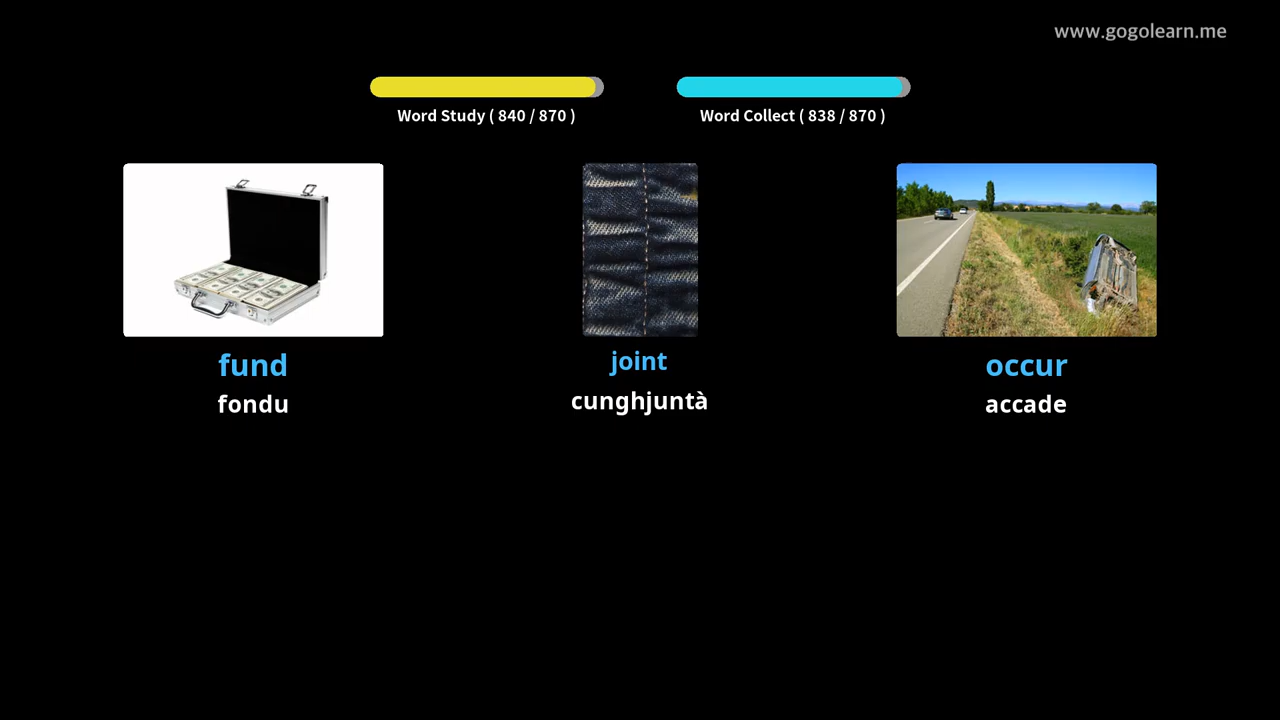 www.gogolearn.me
Word Study ( 840 / 870 )
Word Collect ( 838 / 870 )
fund
fondu
joint
cunghjuntà
occur
accade